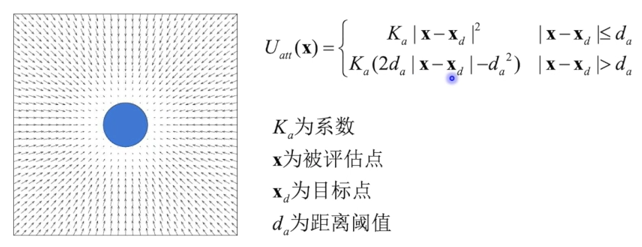 U_att(x) = { K_a | x − x_d |² | x − x_d | ≤ d_a
K_a(2d_a | x − x_d | −d_a²) | x − x_d | > d_a
K_a为系数
x为被评估点
x_d为目标点
d_a为距离阈值